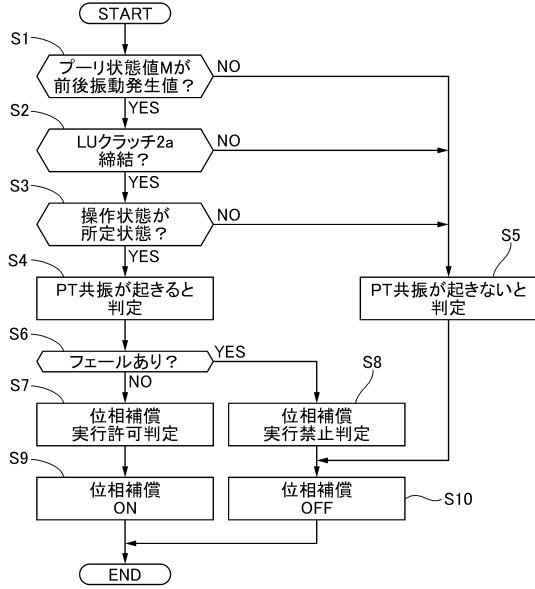 START
S1
プーリ状態値Mが
前後振動発生値？
NO
YES
S2
LUクラッチ2a
締結？
NO
YES
S3
操作状態が
所定状態？
NO
YES
S4
PT共振が起きると
判定
S5
PT共振が起きないと
判定
S6
フェールあり？
YES
NO
S7
位相補償
実行許可判定
S8
位相補償
実行禁止判定
S9
位相補償
ON
位相補償
OFF
S10
END